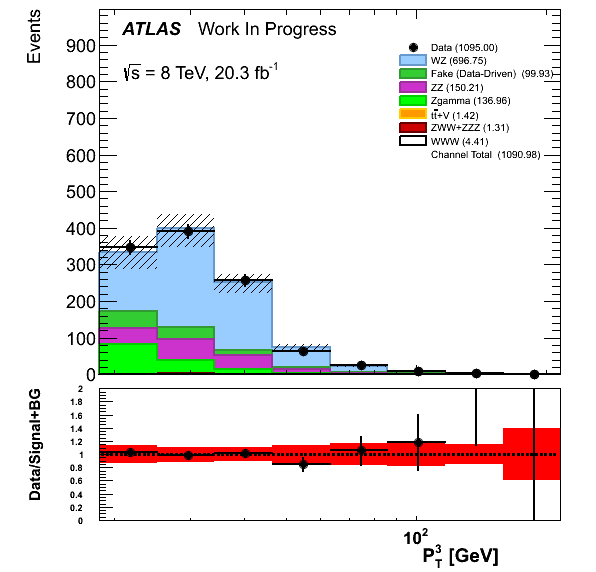 Events
ATLAS Work In Progress
√s = 8 TeV, 20.3 fb-1
Data (1095.00)
WZ (696.75)
Fake (Data-Driven) (99.93)
ZZ (150.21)
Zgamma (136.96)
tt̄+V (1.42)
ZWW+ZZZ (1.31)
WWW (4.41)
Channel Total (1090.98)
900
800
700
600
500
400
300
200
100
0
Data/Signal+BG
2
1.8
1.6
1.4
1.2
1
0.8
0.6
0.4
0.2
0
10²
P³T [GeV]